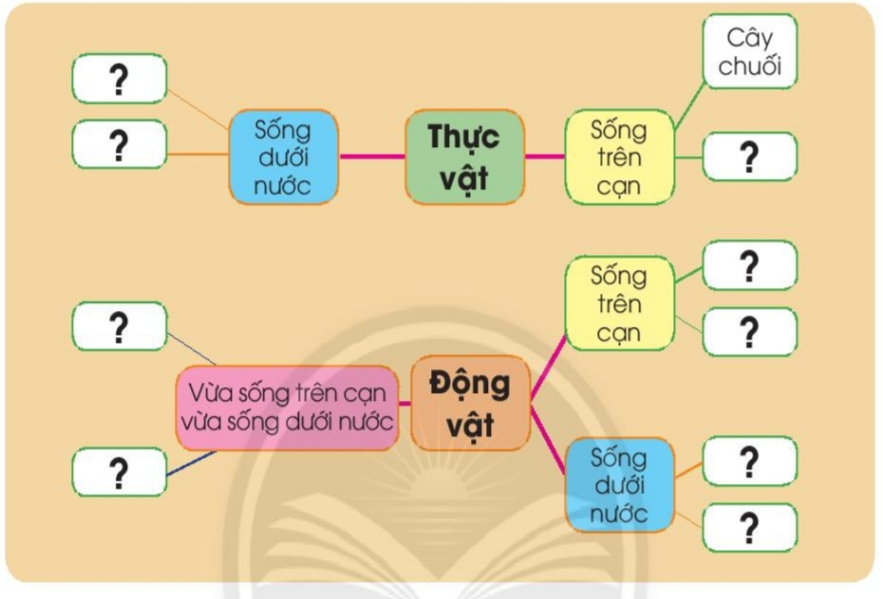 ?
?
Sống
dưới
nước
Thực
vật
Sống
trên
cạn
Cây
chuối
?
?
?
Vừa sống trên cạn
vừa sống dưới nước
Động
vật
Sống
trên
cạn
?
?
Sống
dưới
nước
?
?